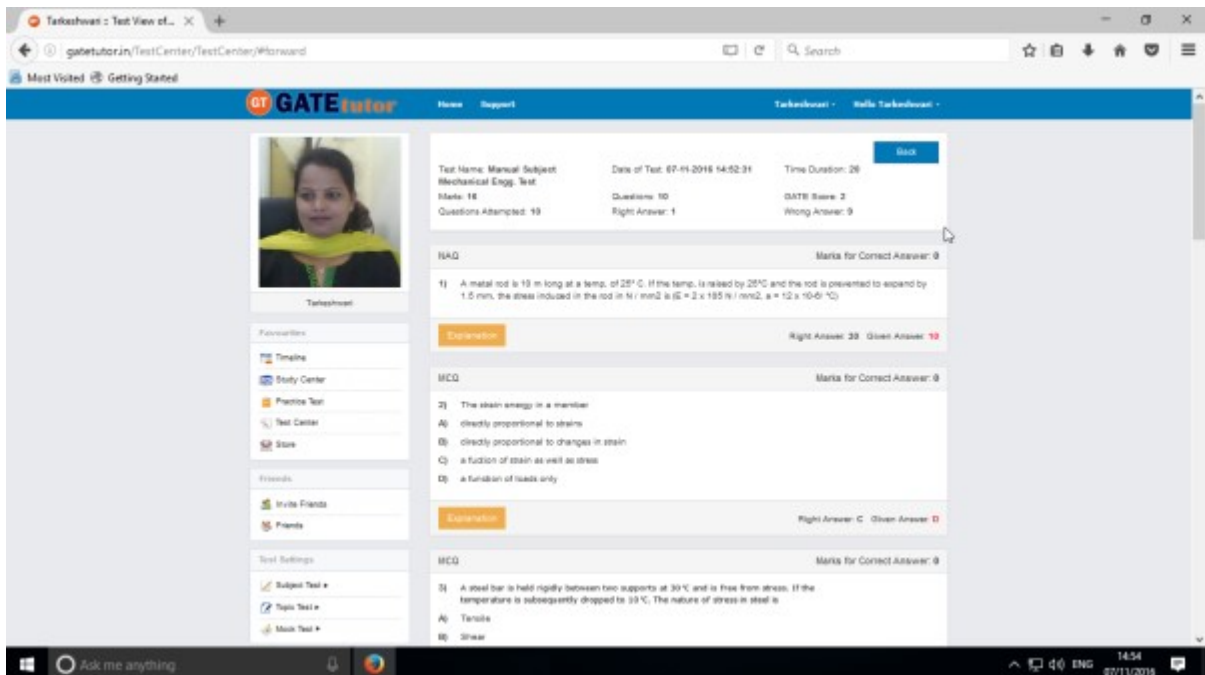 Tarkeshwari :: Test View of...
gatetutor.in/TestCenter/TestCenter/#forward
Search
Most Visited Getting Started
GT GATEtutor Home Support Tarkeshwari Hello Tarkeshwari
Back
Test Name: Manual Subject Mechanical Engg. Test
Date of Test: 07-11-2016 14:52:31
Time Duration: 20
Marks: 16
Questions: 10
GATE Score: 2
Questions Attempted: 10
Right Answer: 1
Wrong Answer: 9
Tarkeshwari
Favourites
Timeline
Study Center
Practice Test
Test Center
Store
Friends
Invite Friends
Friends
Test Settings
Subject Test
Topic Test
Mock Test
NAQ Marks for Correct Answer: 0
1) A metal rod is 10 m long at a temp. of 25° C. If the temp. is raised by 25°C and the rod is prevented to expand by
1.5 mm, the stress induced in the rod in N / mm2 is (E = 2 x 105 N / mm2, a = 12 x 10-6/ °C)
Explanation Right Answer: 30 Given Answer: 10
MCQ Marks for Correct Answer: 0
2) The strain energy in a member
A) directly proportional to strains
B) directly proportional to changes in strain
C) a fuction of strain as well as stress
D) a function of loads only
Explanation Right Answer: C Given Answer: D
MCQ Marks for Correct Answer: 0
3) A steel bar is held rigidly between two supports at 30 °C and is free from stress. If the
temperature is subsequently dropped to 10 °C. The nature of stress in steel is
A) Tensile
B) Shear
Ask me anything
ENG
14:54
07/11/2016